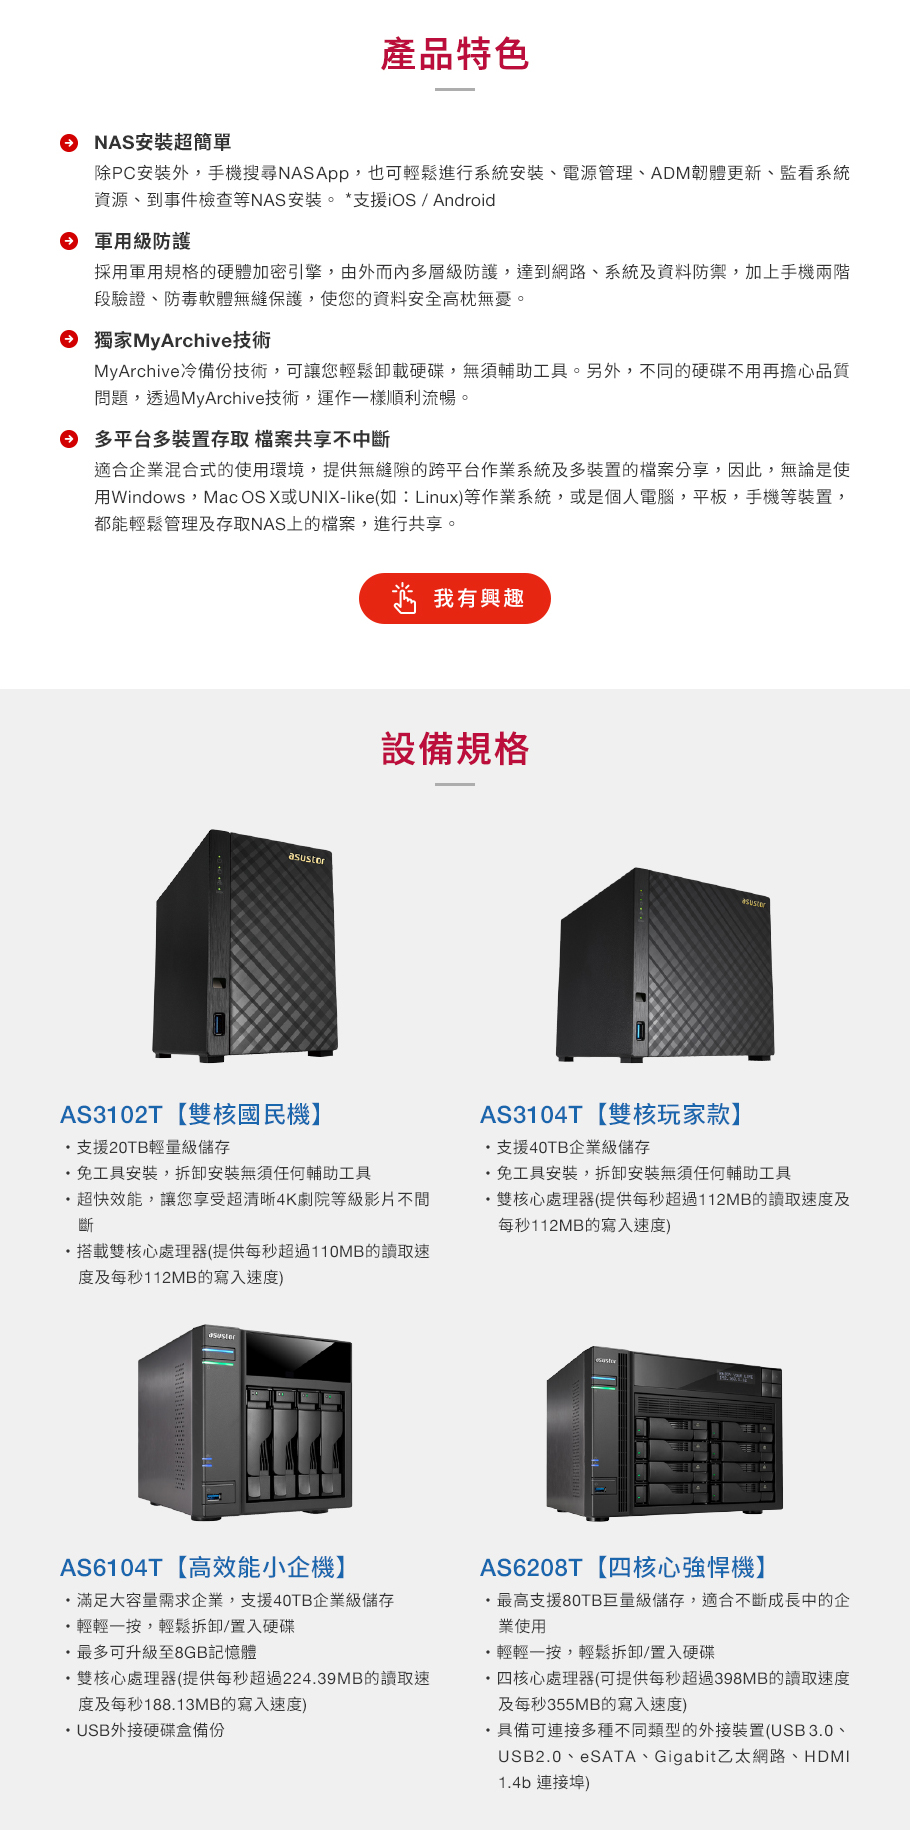 產品特色
NAS安裝超簡單
除PC安裝外，手機搜尋NAS App，也可輕鬆進行系統安裝、電源管理、ADM韌體更新、監看系統
資源、到事件檢查等NAS安裝。 *支援iOS / Android
軍用級防護
採用軍用規格的硬體加密引擎，由外而內多層級防護，達到網路、系統及資料防禦，加上手機兩階
段驗證、防毒軟體無縫保護，使您的資料安全高枕無憂。
獨家MyArchive技術
MyArchive冷備份技術，可讓您輕鬆卸載硬碟，無須輔助工具。另外，不同的硬碟不用再擔心品質
問題，透過MyArchive技術，運作一樣順利流暢。
多平台多裝置存取 檔案共享不中斷
適合企業混合式的使用環境，提供無縫隙的跨平台作業系統及多裝置的檔案分享，因此，無論是使
用Windows，Mac OS X或UNIX-like(如：Linux)等作業系統，或是個人電腦，平板，手機等裝置，
都能輕鬆管理及存取NAS上的檔案，進行共享。
我有興趣
設備規格
asustor
asustor
AS3102T【雙核國民機】
・支援20TB輕量級儲存
・免工具安裝，拆卸安裝無須任何輔助工具
・超快效能，讓您享受超清晰4K劇院等級影片不間
斷
・搭載雙核心處理器(提供每秒超過110MB的讀取速
度及每秒112MB的寫入速度)
AS3104T【雙核玩家款】
・支援40TB企業級儲存
・免工具安裝，拆卸安裝無須任何輔助工具
・雙核心處理器(提供每秒超過112MB的讀取速度及
每秒112MB的寫入速度)
asustor
asustor
AS6104T【高效能小企機】
・滿足大容量需求企業，支援40TB企業級儲存
・輕輕一按，輕鬆拆卸/置入硬碟
・最多可升級至8GB記憶體
・雙核心處理器(提供每秒超過224.39MB的讀取速
度及每秒188.13MB的寫入速度)
・USB外接硬碟盒備份
AS6208T【四核心強悍機】
・最高支援80TB巨量級儲存，適合不斷成長中的企
業使用
・輕輕一按，輕鬆拆卸/置入硬碟
・四核心處理器(可提供每秒超過398MB的讀取速度
及每秒355MB的寫入速度)
・具備可連接多種不同類型的外接裝置(USB 3.0、
USB2.0、eSATA、Gigabit乙太網路、HDMI
1.4b 連接埠)